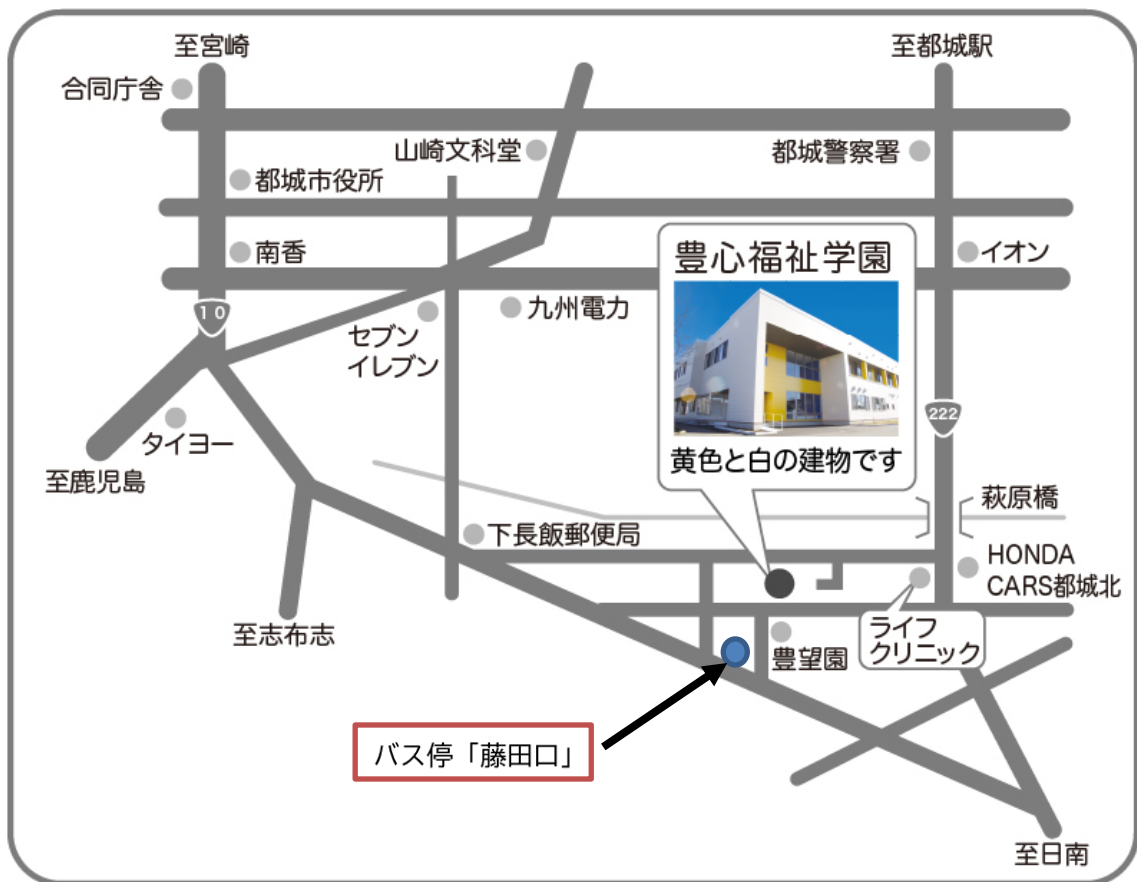 至宮崎
至都城駅
合同庁舎
山崎文科堂
都城警察署
都城市役所
南香
豊心福祉学園
イオン
10
九州電力
セブン
イレブン
222
タイヨー
黄色と白の建物です
至鹿児島
萩原橋
下長飯郵便局
HONDA
CARS都城北
至志布志
ライフ
クリニック
豊望園
バス停「藤田口」
至日南